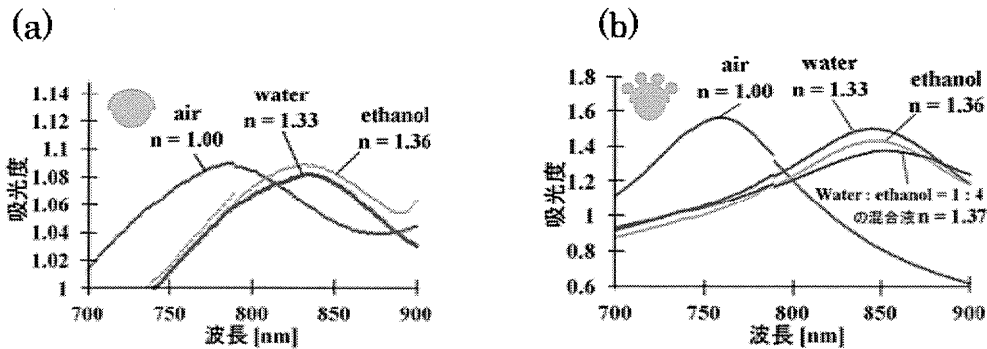 (a)
1.14
1.12
1.1
1.08
1.06
1.04
1.02
1
吸光度
air
n = 1.00
water
n = 1.33
ethanol
n = 1.36
700
750
800
850
900
波長 [nm]
(b)
1.8
1.6
1.4
1.2
1
0.8
0.6
吸光度
air
n = 1.00
water
n = 1.33
ethanol
n = 1.36
Water : ethanol = 1 : 4
の混合液 n = 1.37
700
750
800
850
900
波長 [nm]